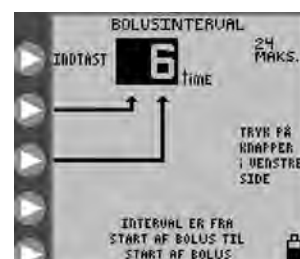 BOLUSINTERVAL
INDTAST 6 time
24
MAKS.
TRYK PÅ
KNAPPER
I VENSTRE
SIDE
INTERVAL ER FRA
START AF BOLUS TIL
START AF BOLUS